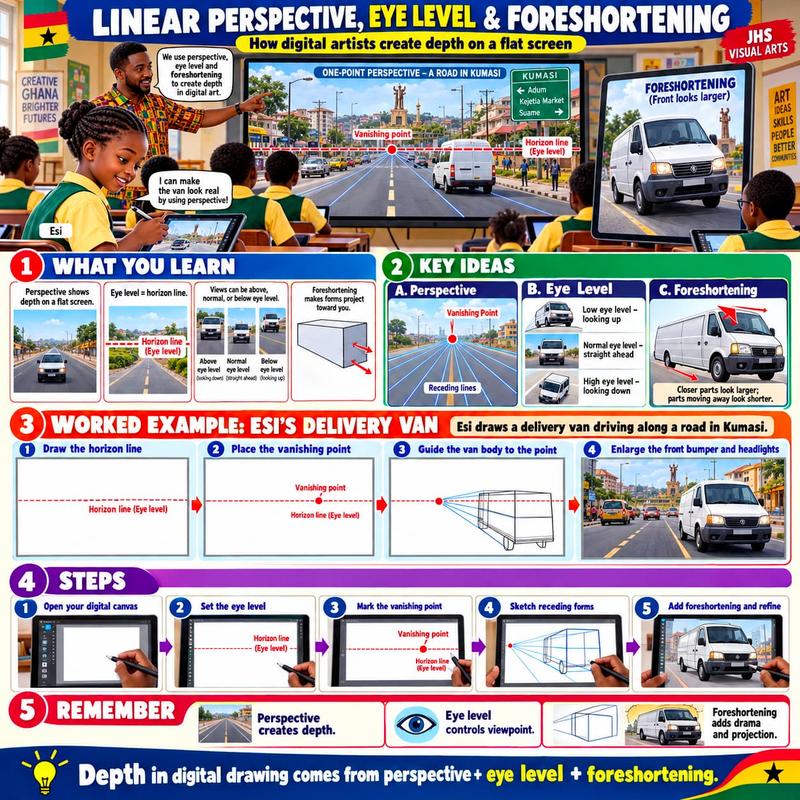 LINEAR PERSPECTIVE, EYE LEVEL & FORESHORTENING
How digital artists create depth on a flat screen
JHS
VISUAL ARTS
We use perspective,
eye level and
foreshortening
to create depth
in digital art.
CREATIVE
GHANA
BRIGHTER
FUTURES
I can make
the van look real
by using perspective!
Esi
ONE-POINT PERSPECTIVE – A ROAD IN KUMASI
Vanishing point
Horizon line
(Eye level)
KUMASI
← Adum
Kejetia Market
Suame →
FORESHORTENING
(Front looks larger)
ART
IDEAS
SKILLS
PEOPLE
BETTER
COMMUNITIES
1 WHAT YOU LEARN
Perspective shows
depth on a flat screen.
Eye level = horizon line.
Horizon line
(Eye level)
Views can be above,
normal, or below eye level.
Above
eye level
(looking down)
Normal
eye level
(straight ahead)
Below
eye level
(looking up)
Foreshortening
makes forms project
toward you.
2 KEY IDEAS
A. Perspective
Vanishing Point
Receding lines
B. Eye Level
Low eye level –
looking up
Normal eye level –
straight ahead
High eye level –
looking down
C. Foreshortening
Closer parts look larger;
parts moving away look shorter.
3 WORKED EXAMPLE: ESI'S DELIVERY VAN
Esi draws a delivery van driving along a road in Kumasi.
1 Draw the horizon line
Horizon line (Eye level)
2 Place the vanishing point
Vanishing point
Horizon line (Eye level)
3 Guide the van body to the point
4 Enlarge the front bumper and headlights
4 STEPS
1 Open your digital canvas
2 Set the eye level
Horizon line
(Eye level)
3 Mark the vanishing point
Vanishing point
Horizon line
(Eye level)
4 Sketch receding forms
5 Add foreshortening and refine
5 REMEMBER
Perspective
creates depth.
Eye level
controls viewpoint.
Foreshortening
adds drama
and projection.
Depth in digital drawing comes from perspective + eye level + foreshortening.